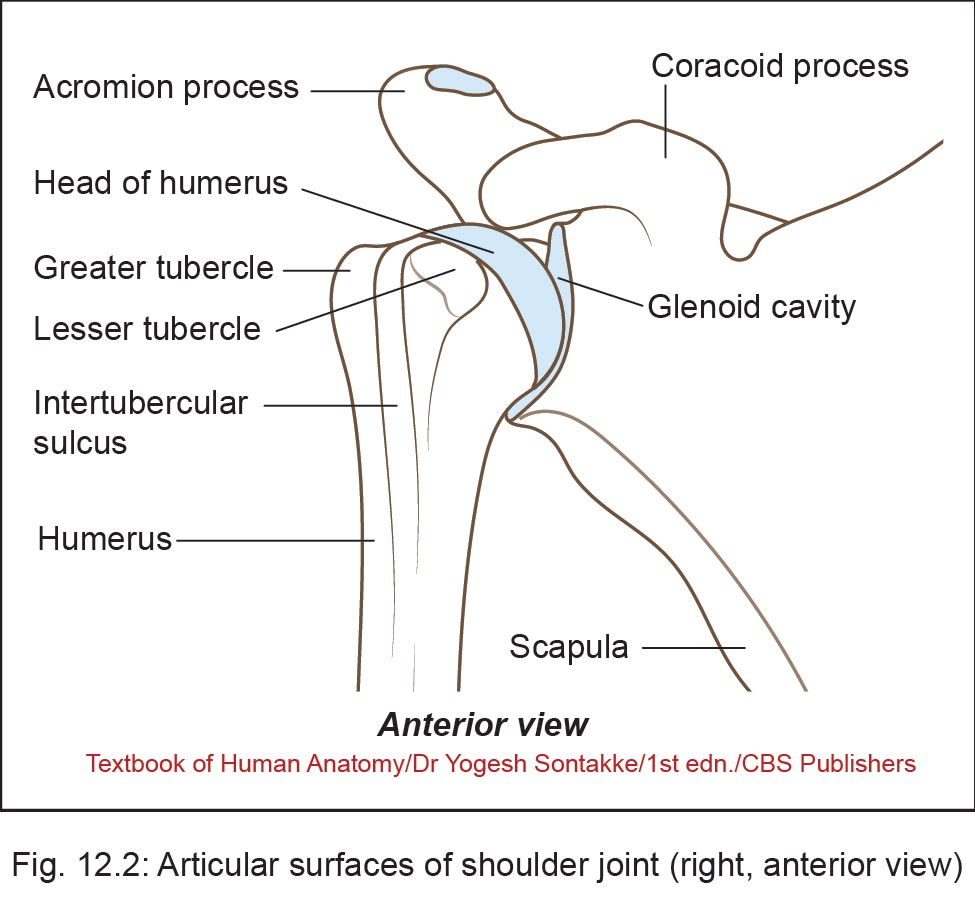 Acromion process
Coracoid process
Head of humerus
Greater tubercle
Glenoid cavity
Lesser tubercle
Intertubercular
sulcus
Humerus
Scapula
Anterior view
Textbook of Human Anatomy/Dr Yogesh Sontakke/1st edn./CBS Publishers
Fig. 12.2: Articular surfaces of shoulder joint (right, anterior view)